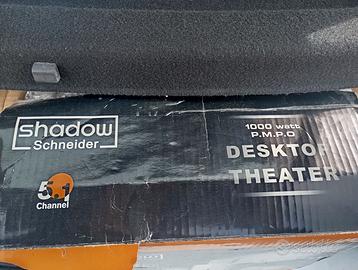 shadow
Schneider
5.1
Channel
1000 watt
P.M.P.O
DESKTOP
THEATER